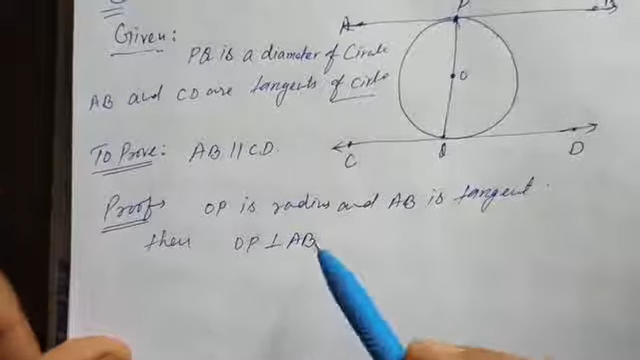 Given:
PQ is a diameter of Circle
AB and CD are tangents of circle
To Prove: AB || CD.
Proof: OP is radius and AB is tangent.
then OP ⊥ AB
A
P
B
O
C
Q
D